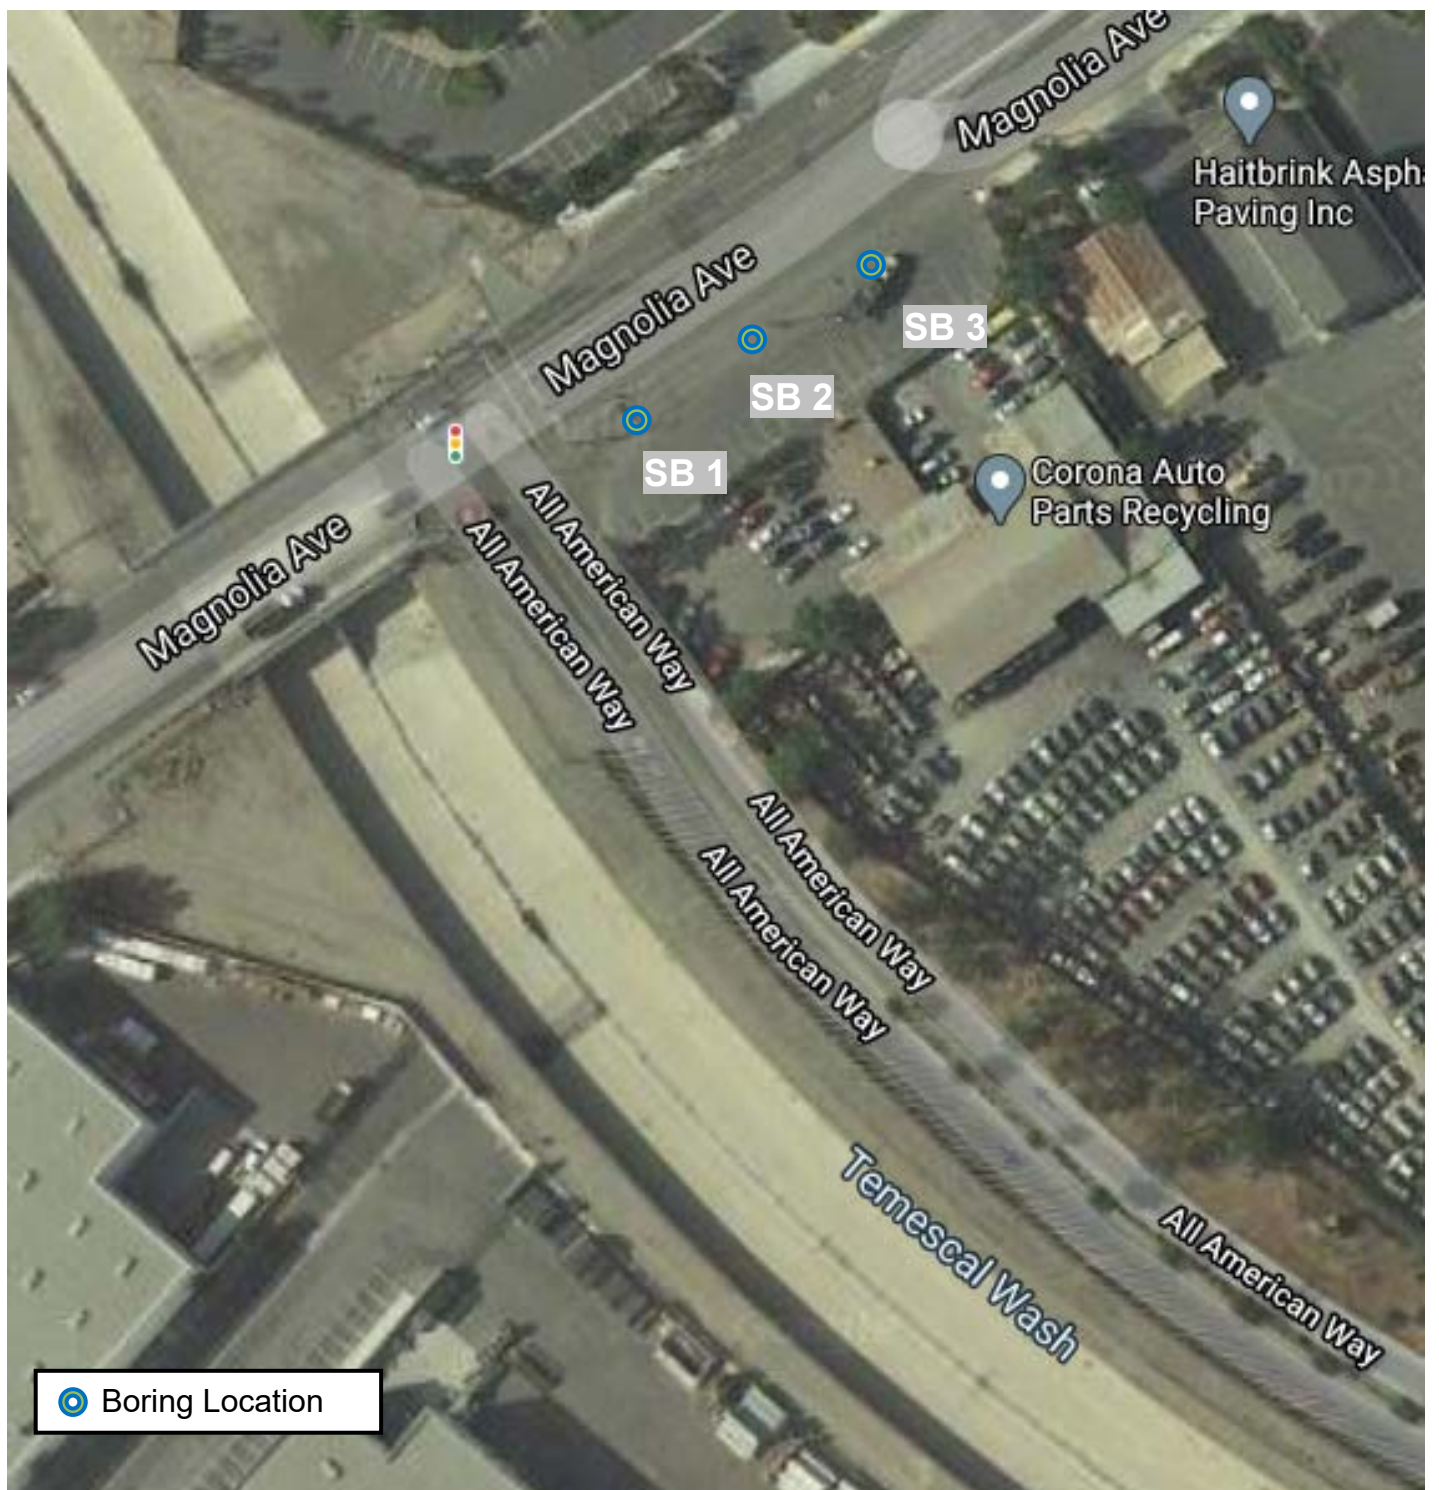 Magnolia Ave
Haitbrink Aspha
Paving Inc
Magnolia Ave
SB 3
SB 2
SB 1
Corona Auto
Parts Recycling
All American Way
All American Way
Magnolia Ave
All American Way
All American Way
Temescal Wash
All American Way
Boring Location